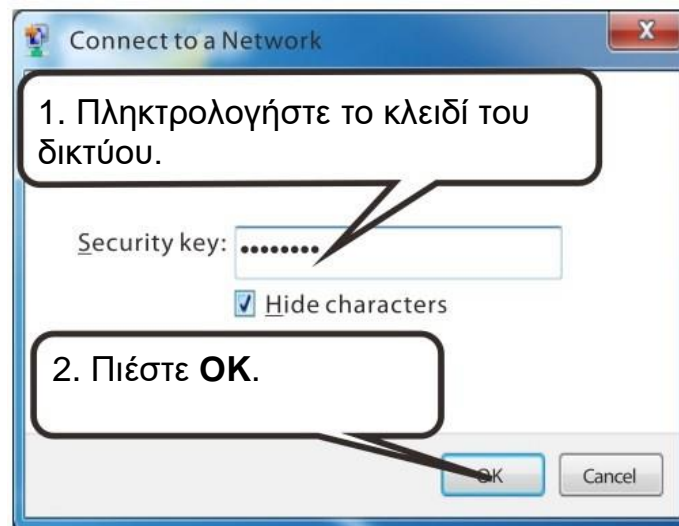 Connect to a Network
1. Πληκτρολογήστε το κλειδί του
δικτύου.
Security key: ••••••••
Hide characters
2. Πιέστε OK.
OK
Cancel